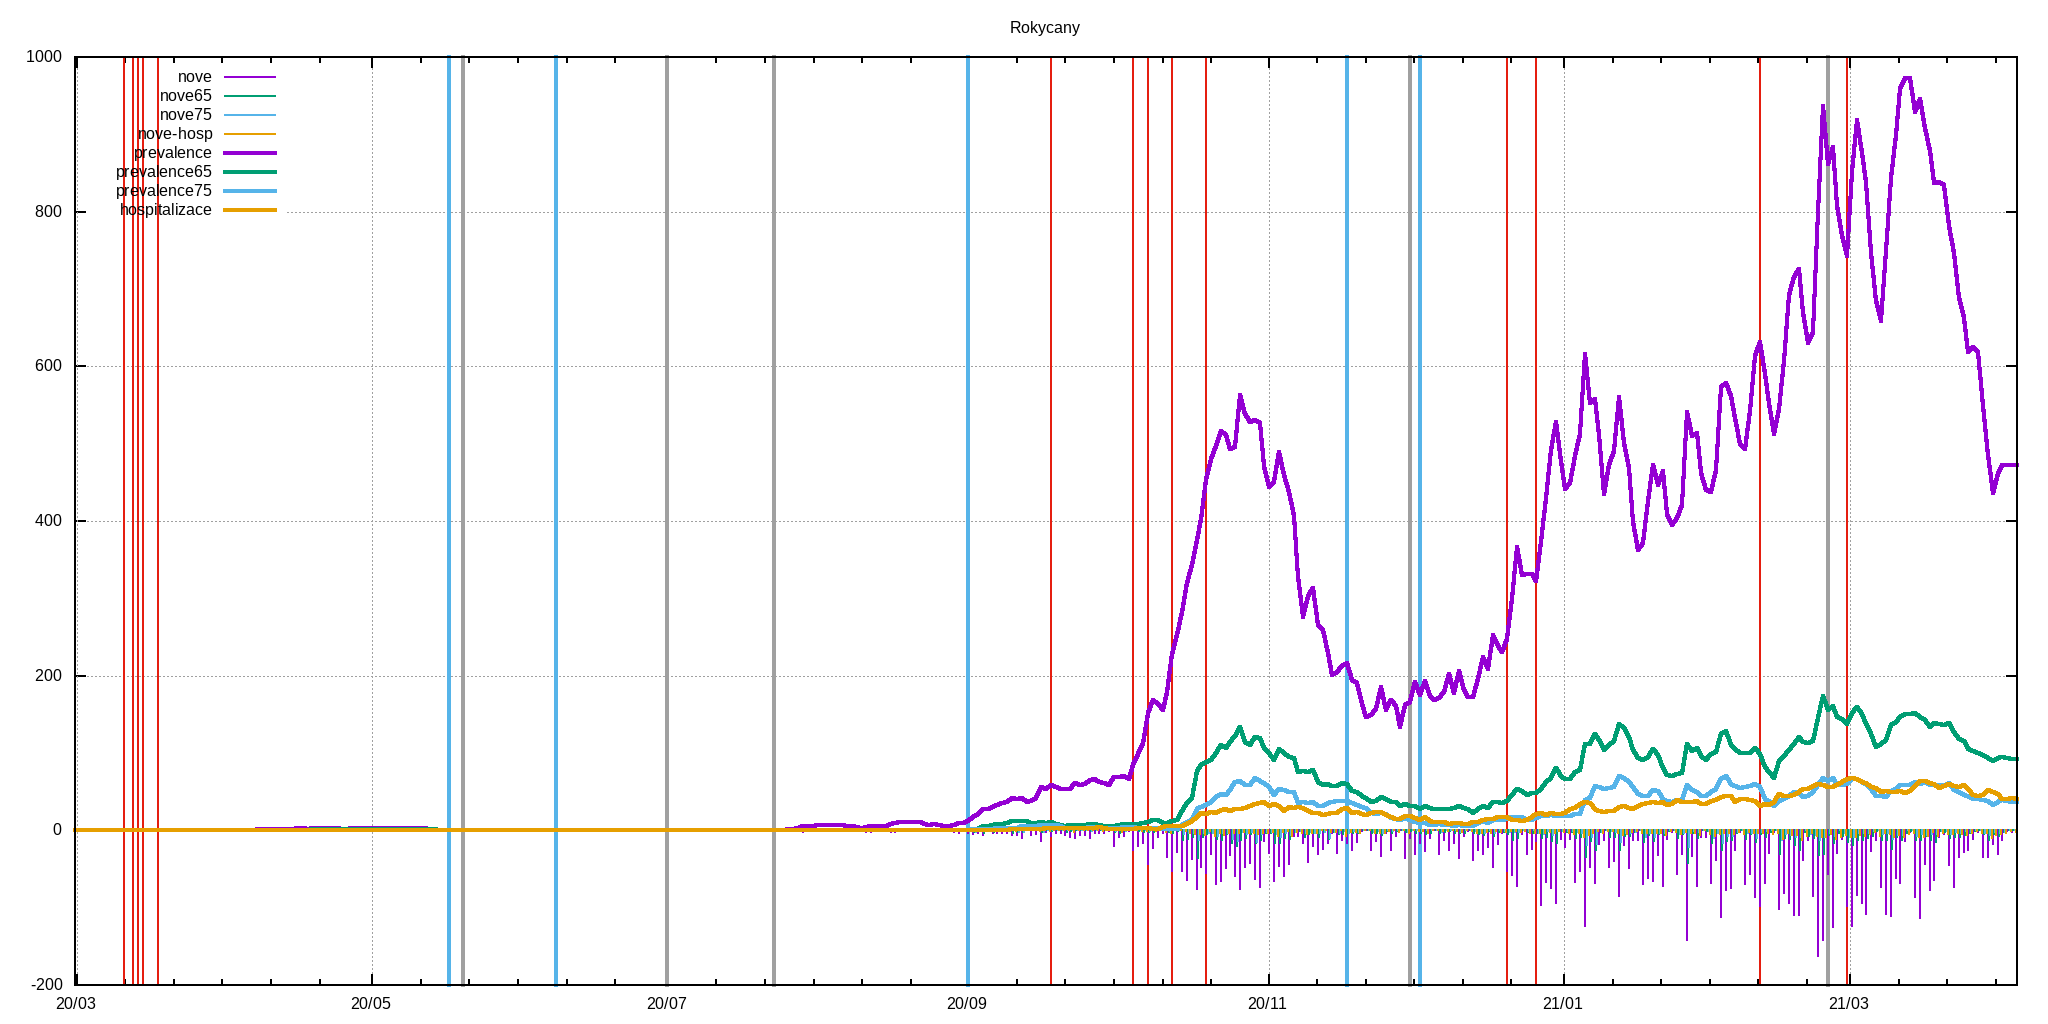 Rokycany
1000
800
600
400
200
0
-200
nove
nove65
nove75
nove-hosp
prevalence
prevalence65
prevalence75
hospitalizace
20/03 20/05 20/07 20/09 20/11 21/01 21/03